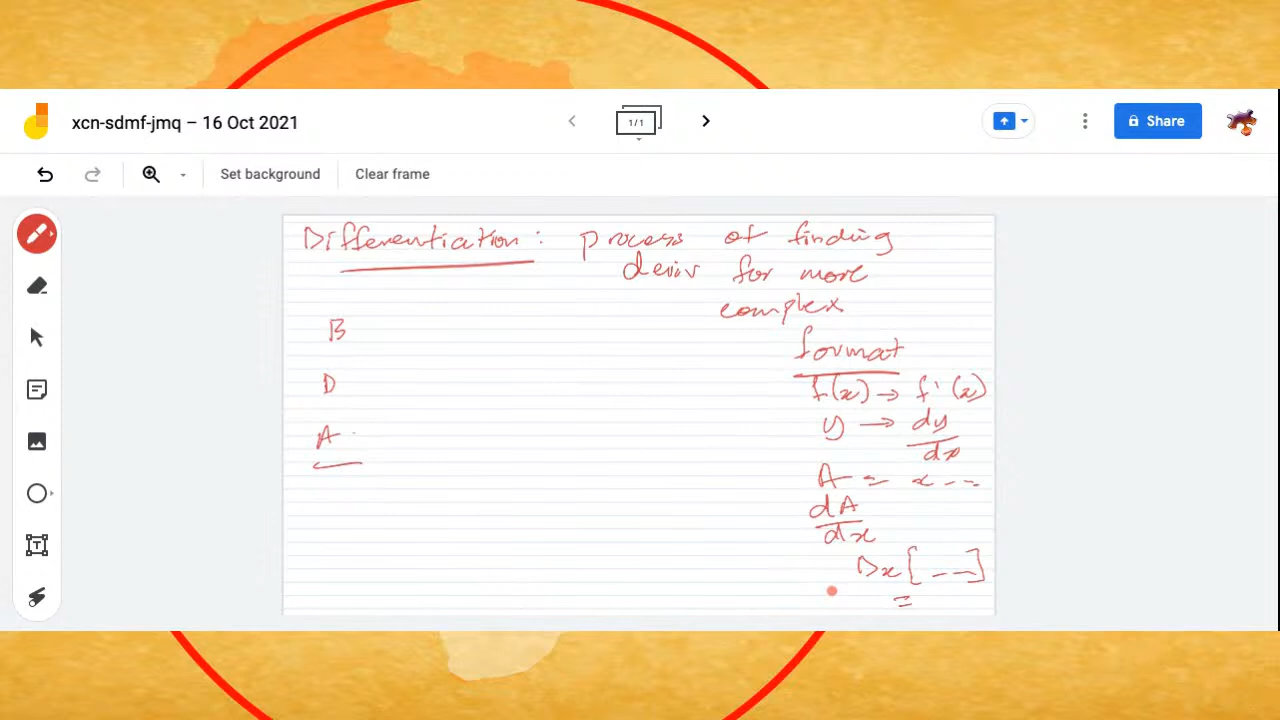 xcn-sdmf-jmq – 16 Oct 2021
1/1
Share
Set background
Clear frame
Differentiation : process of finding
deriv for more
complex
B
format
f(x) → f'(x)
D
y → dy
dx
A
A = x --
dA
dx
Dx[ -- ]
=